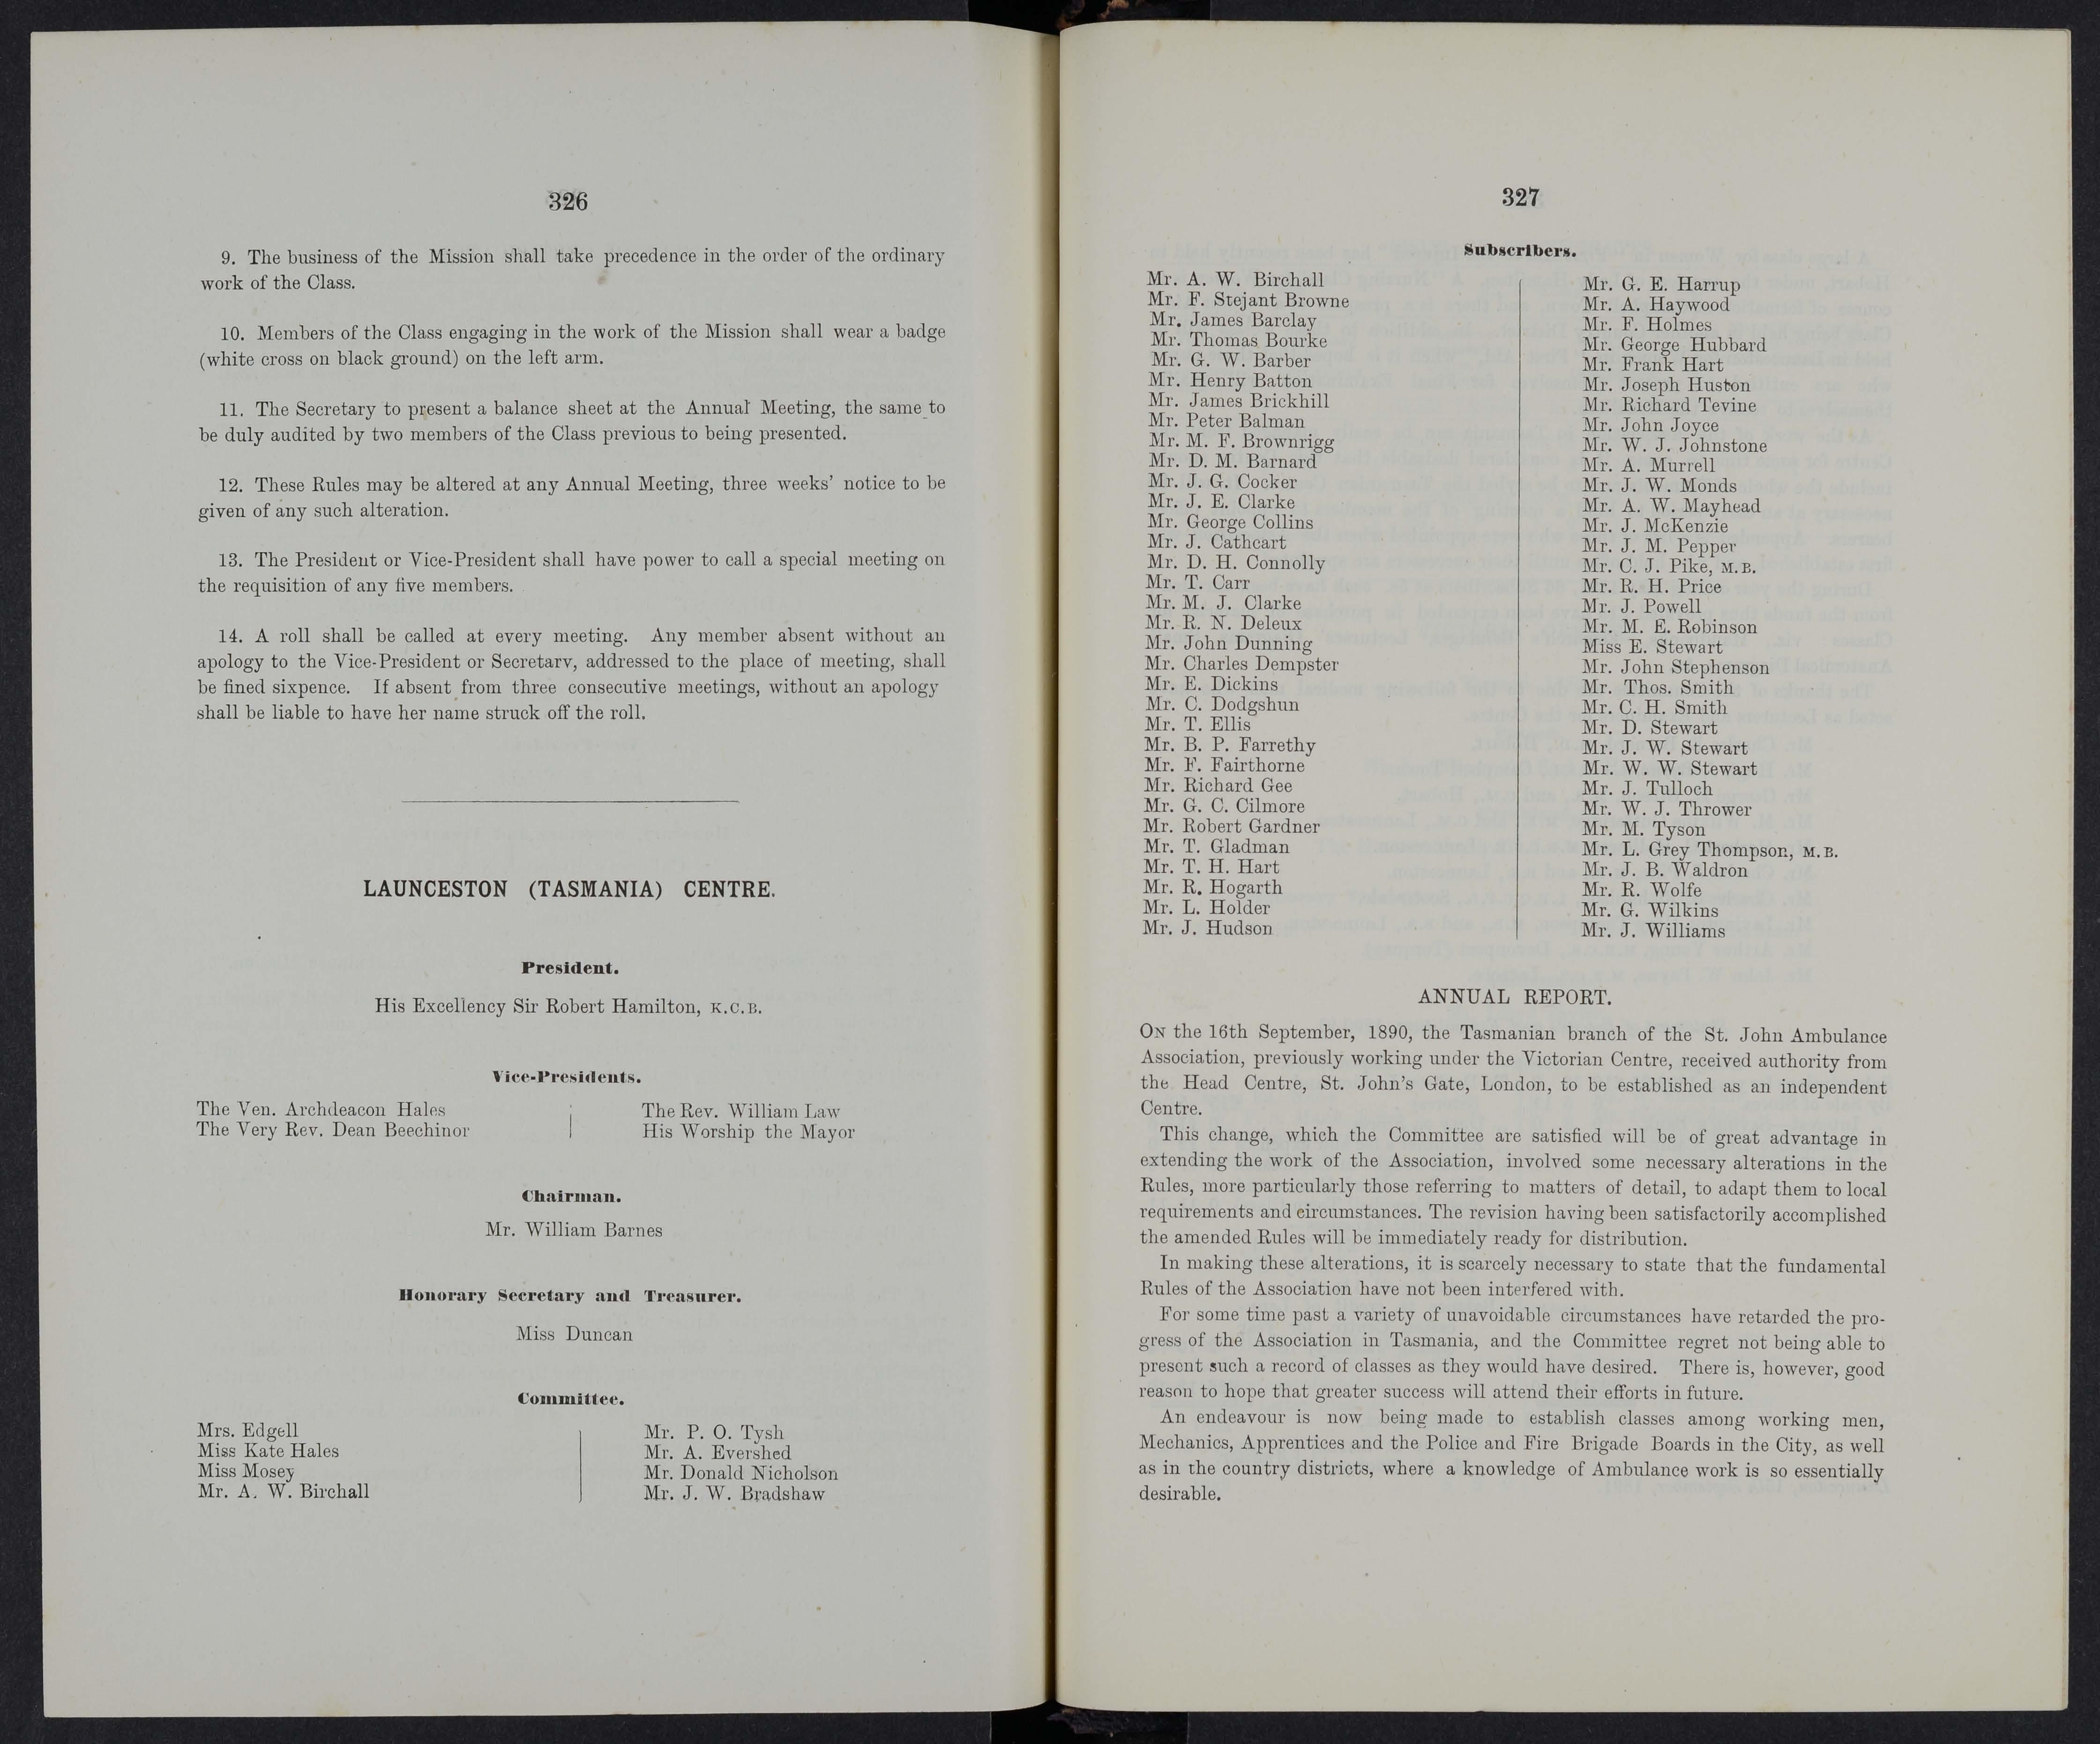 326
9. The business of the Mission shall take precedence in the order of the ordinary
work of the Class.
10. Members of the Class engaging in the work of the Mission shall wear a badge
(white cross on black ground) on the left arm.
11. The Secretary to present a balance sheet at the Annual Meeting, the same to
be duly audited by two members of the Class previous to being presented.
12. These Rules may be altered at any Annual Meeting, three weeks' notice to be
given of any such alteration.
13. The President or Vice-President shall have power to call a special meeting on
the requisition of any five members.
14. A roll shall be called at every meeting. Any member absent without an
apology to the Vice-President or Secretary, addressed to the place of meeting, shall
be fined sixpence. If absent from three consecutive meetings, without an apology
shall be liable to have her name struck off the roll.
LAUNCESTON (TASMANIA) CENTRE.
President.
His Excellency Sir Robert Hamilton, K.C.B.
Vice-Presidents.
The Ven. Archdeacon Hales
The Very Rev. Dean Beechinor
The Rev. William Law
His Worship the Mayor
Chairman.
Mr. William Barnes
Honorary Secretary and Treasurer.
Miss Duncan
Committee.
Mrs. Edgell
Miss Kate Hales
Miss Mosey
Mr. A. W. Birchall
Mr. P. O. Tysh
Mr. A. Evershed
Mr. Donald Nicholson
Mr. J. W. Bradshaw
327
Subscribers.
Mr. A. W. Birchall
Mr. F. Stejant Browne
Mr. James Barclay
Mr. Thomas Bourke
Mr. G. W. Barber
Mr. Henry Batton
Mr. James Brickhill
Mr. Peter Balman
Mr. M. F. Brownrigg
Mr. D. M. Barnard
Mr. J. G. Cocker
Mr. J. E. Clarke
Mr. George Collins
Mr. J. Cathcart
Mr. D. H. Connolly
Mr. T. Carr
Mr. M. J. Clarke
Mr. R. N. Deleux
Mr. John Dunning
Mr. Charles Dempster
Mr. E. Dickins
Mr. C. Dodgshun
Mr. T. Ellis
Mr. B. P. Farrethy
Mr. F. Fairthorne
Mr. Richard Gee
Mr. G. C. Cilmore
Mr. Robert Gardner
Mr. T. Gladman
Mr. T. H. Hart
Mr. R. Hogarth
Mr. L. Holder
Mr. J. Hudson
Mr. G. E. Harrup
Mr. A. Haywood
Mr. F. Holmes
Mr. George Hubbard
Mr. Frank Hart
Mr. Joseph Huston
Mr. Richard Tevine
Mr. John Joyce
Mr. W. J. Johnstone
Mr. A. Murrell
Mr. J. W. Monds
Mr. A. W. Mayhead
Mr. J. McKenzie
Mr. J. M. Pepper
Mr. C. J. Pike, M.B.
Mr. R. H. Price
Mr. J. Powell
Mr. M. E. Robinson
Miss E. Stewart
Mr. John Stephenson
Mr. Thos. Smith
Mr. C. H. Smith
Mr. D. Stewart
Mr. J. W. Stewart
Mr. W. W. Stewart
Mr. J. Tulloch
Mr. W. J. Thrower
Mr. M. Tyson
Mr. L. Grey Thompson, M.B.
Mr. J. B. Waldron
Mr. R. Wolfe
Mr. G. Wilkins
Mr. J. Williams
ANNUAL REPORT.
ON the 16th September, 1890, the Tasmanian branch of the St. John Ambulance
Association, previously working under the Victorian Centre, received authority from
the Head Centre, St. John's Gate, London, to be established as an independent
Centre.
This change, which the Committee are satisfied will be of great advantage in
extending the work of the Association, involved some necessary alterations in the
Rules, more particularly those referring to matters of detail, to adapt them to local
requirements and circumstances. The revision having been satisfactorily accomplished
the amended Rules will be immediately ready for distribution.
In making these alterations, it is scarcely necessary to state that the fundamental
Rules of the Association have not been interfered with.
For some time past a variety of unavoidable circumstances have retarded the pro-
gress of the Association in Tasmania, and the Committee regret not being able to
present such a record of classes as they would have desired. There is, however, good
reason to hope that greater success will attend their efforts in future.
An endeavour is now being made to establish classes among working men,
Mechanics, Apprentices and the Police and Fire Brigade Boards in the City, as well
as in the country districts, where a knowledge of Ambulance work is so essentially
desirable.